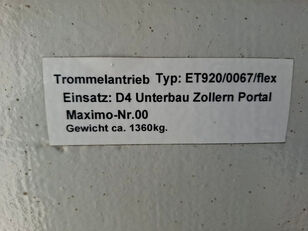 Trommelantrieb Typ: ET920/0067/flex
Einsatz: D4 Unterbau Zollern Portal
Maximo-Nr.00
Gewicht ca. 1360kg.